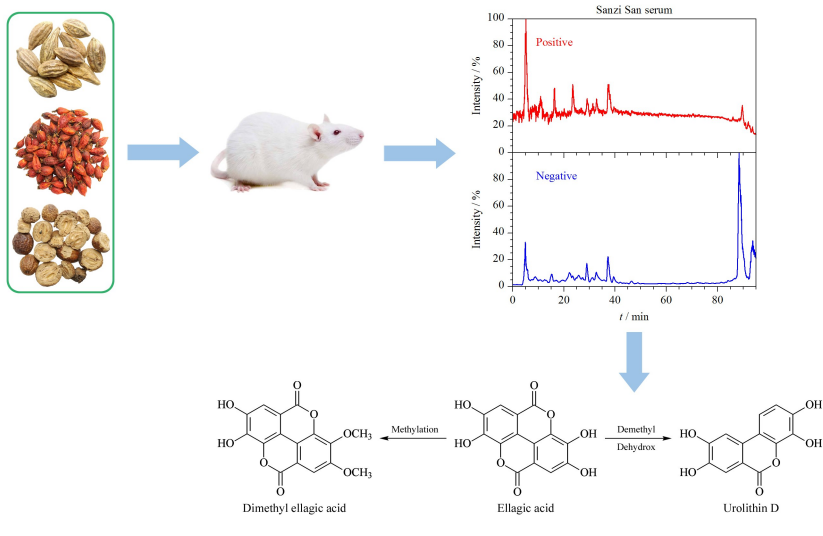 Sanzi San serum
Positive
Intensity / %
100
80
60
40
20
0
Negative
Intensity / %
80
60
40
20
0
0 20 40 60 80
t / min
O
HO
O
HO
OCH3
O
OCH3
O
Dimethyl ellagic acid
Methylation
O
HO
O
HO
OH
O
OH
O
Ellagic acid
Demethyl
Dehydrox
OH
HO
OH
HO
O
O
Urolithin D